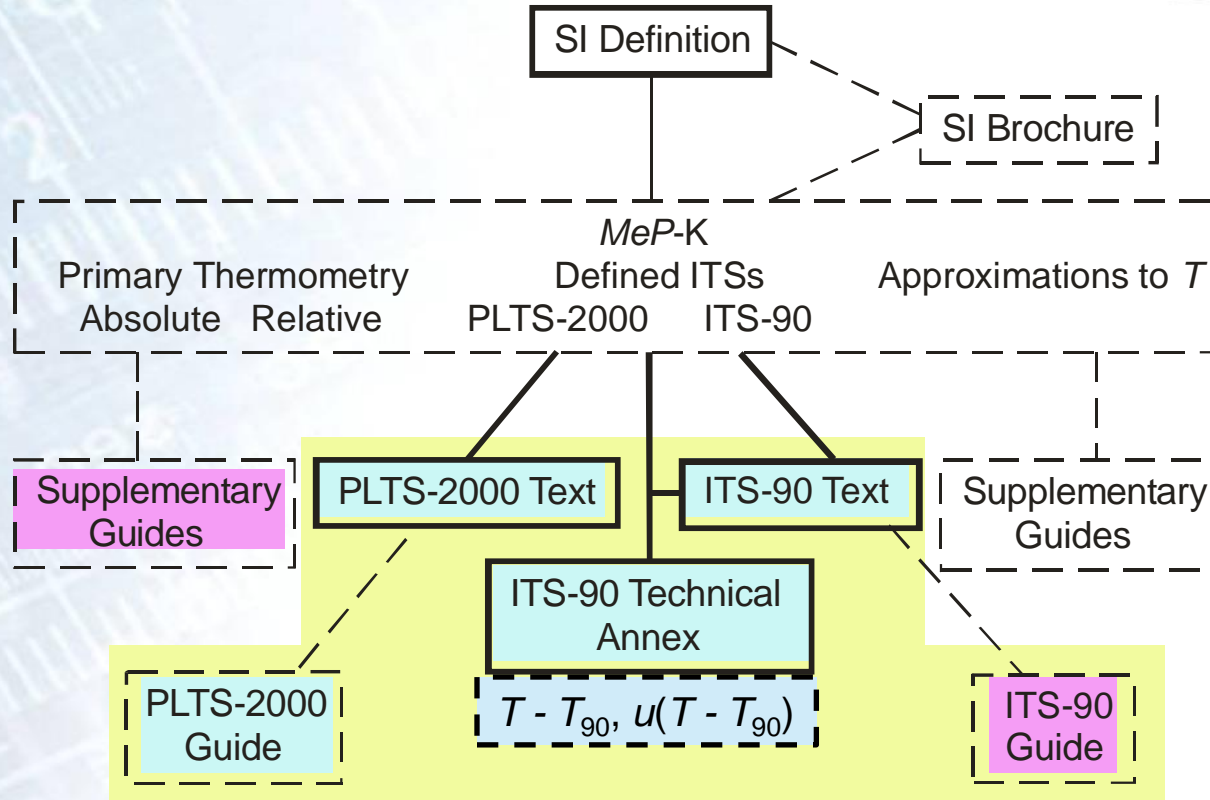 SI Definition
SI Brochure
MeP-K
Primary Thermometry Defined ITSs Approximations to T
Absolute Relative PLTS-2000 ITS-90
Supplementary
Guides
PLTS-2000 Text
ITS-90 Text
Supplementary
Guides
ITS-90 Technical
Annex
PLTS-2000
Guide
T - T90, u(T - T90)
ITS-90
Guide